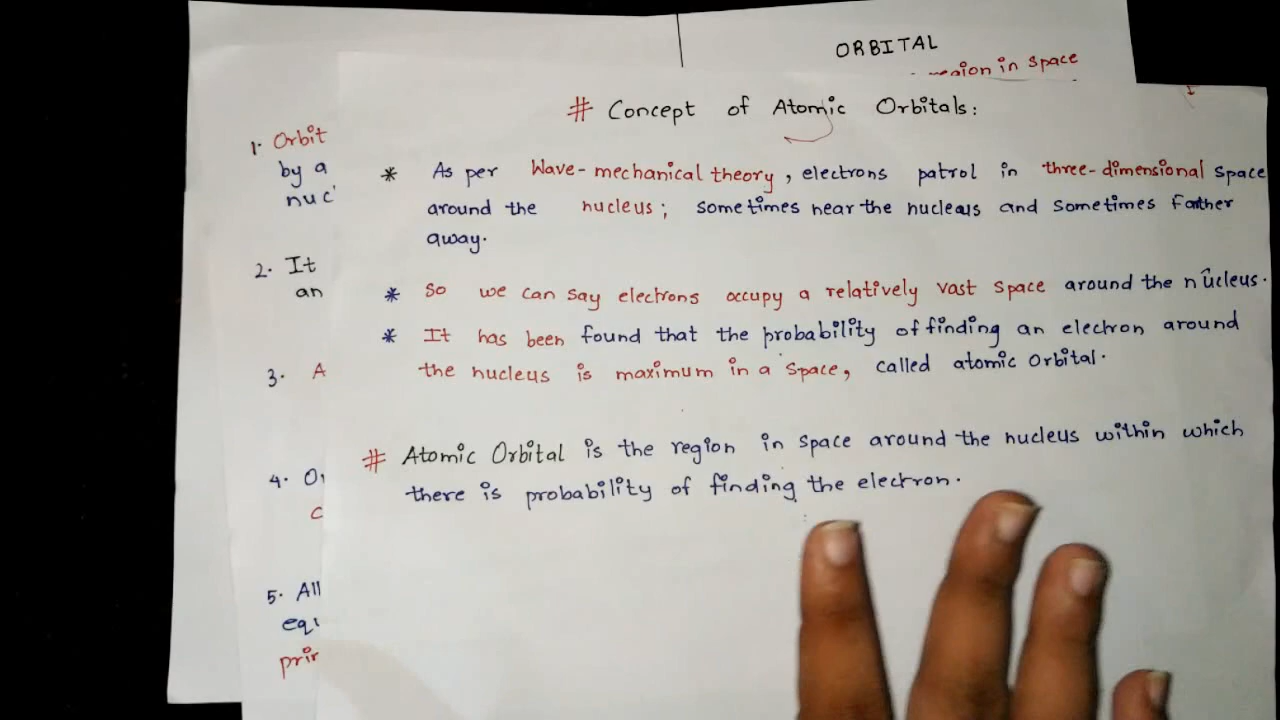 ORBITAL
in space
# Concept of Atomic Orbitals:
* As per Wave-mechanical theory, electrons patrol in three-dimensional space
around the nucleus; sometimes near the nucleus and sometimes farther
away.
* So we can say electrons occupy a relatively vast space around the nucleus.
* It has been found that the probability of finding an electron around
the nucleus is maximum in a space, called atomic orbital.
# Atomic Orbital is the region in space around the nucleus within which
there is probability of finding the electron.
1. Orbit
by a
nuc
2. It
an
3. A
4. Or
c
5. All
equ
prin